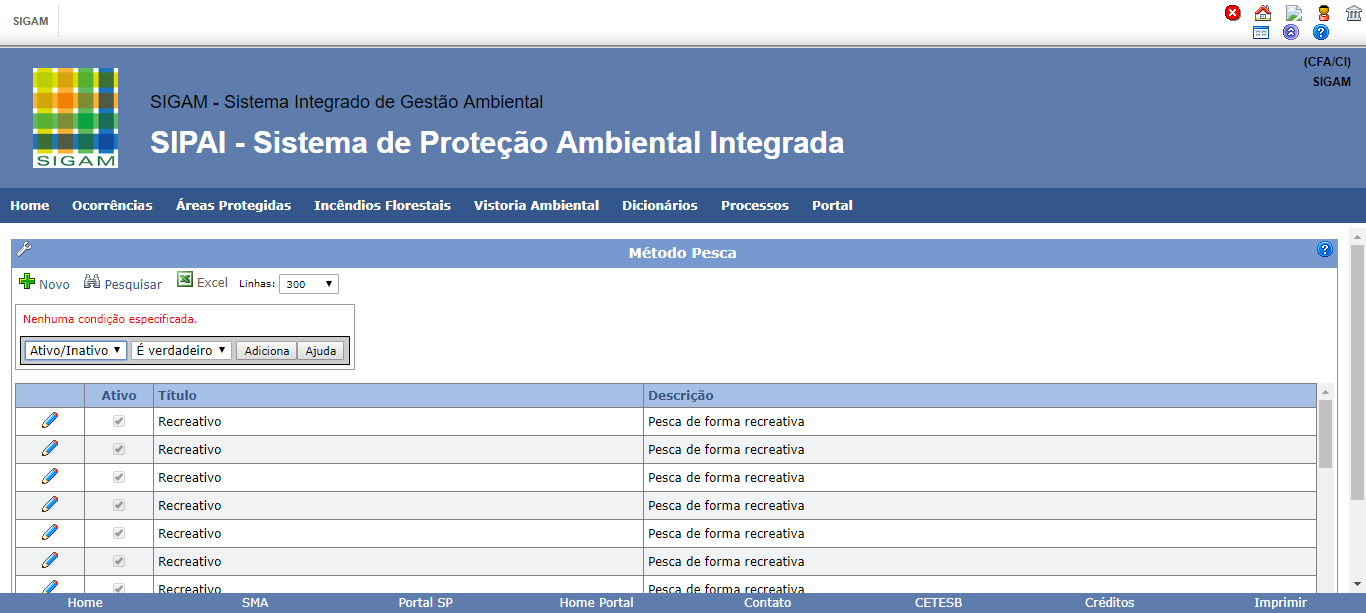 SIGAM
(CFA/CI)
SIGAM
SIGAM
SIGAM - Sistema Integrado de Gestão Ambiental
SIPAI - Sistema de Proteção Ambiental Integrada
Home Ocorrências Áreas Protegidas Incêndios Florestais Vistoria Ambiental Dicionários Processos Portal
Método Pesca
Novo Pesquisar Excel Linhas: 300
Nenhuma condição especificada.
Ativo/Inativo É verdadeiro Adiciona Ajuda
Ativo Título Descrição
Recreativo Pesca de forma recreativa
Recreativo Pesca de forma recreativa
Recreativo Pesca de forma recreativa
Recreativo Pesca de forma recreativa
Recreativo Pesca de forma recreativa
Recreativo Pesca de forma recreativa
Recreativo Pesca de forma recreativa
Home SMA Portal SP Home Portal Contato CETESB Créditos Imprimir